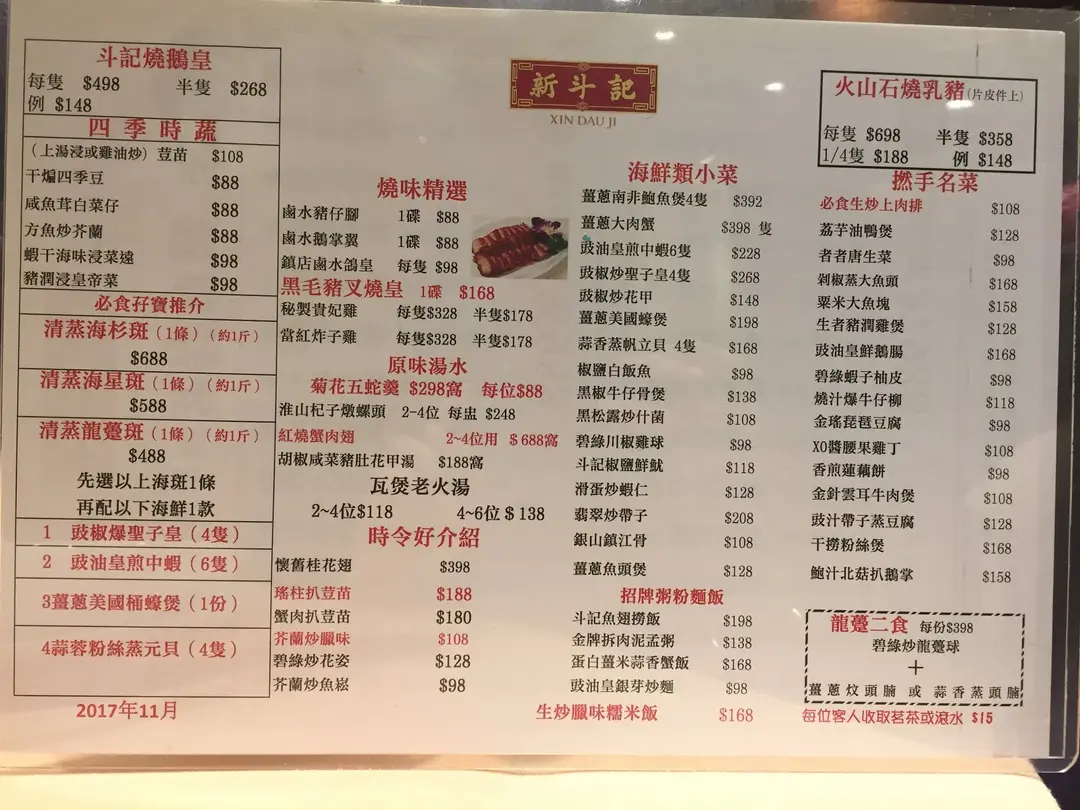 斗記燒鵝皇
每隻 $498 半隻 $268
例 $148
四季時蔬
（上湯浸或雞油炒）荳苗 $108
干煸四季豆 $88
咸魚茸白菜仔 $88
方魚炒芥蘭 $88
蝦干海味浸菜遠 $98
豬潤浸皇帝菜 $98
必食孖寶推介
清蒸海杉斑（1條）（約1斤）
$688
清蒸海星斑（1條）（約1斤）
$588
清蒸龍躉斑（1條）（約1斤）
$488
先選以上海斑1條
再配以下海鮮1款
1 豉椒爆聖子皇（4隻）
2 豉油皇煎中蝦（6隻）
3薑蔥美國桶蠔煲（1份）
4蒜蓉粉絲蒸元貝（4隻）
2017年11月
新斗記
XIN DAU JI
燒味精選
鹵水豬仔腳 1碟 $88
鹵水鵝掌翼 1碟 $88
鎮店鹵水鴿皇 每隻 $98
黑毛豬叉燒皇 1碟 $168
秘製貴妃雞 每隻$328 半隻$178
當紅炸子雞 每隻$328 半隻$178
原味湯水
菊花五蛇羹 $298窩 每位$88
淮山杞子燉螺頭 2-4位 每盅 $248
紅燒蟹肉翅 2~4位用 $688窩
胡椒咸菜豬肚花甲湯 $188窩
瓦煲老火湯
2~4位$118 4~6位$138
時令好介紹
懷舊桂花翅 $398
瑤柱扒荳苗 $188
蟹肉扒荳苗 $180
芥蘭炒臘味 $108
碧綠炒花姿 $128
芥蘭炒魚崧 $98
海鮮類小菜
薑蔥南非鮑魚煲4隻 $392
薑蔥大肉蟹 $398 隻
豉油皇煎中蝦6隻 $228
豉椒炒聖子皇4隻 $268
豉椒炒花甲 $148
薑蔥美國蠔煲 $198
蒜香蒸帆立貝 4隻 $168
椒鹽白飯魚 $98
黑椒牛仔骨煲 $138
黑松露炒什菌 $108
碧綠川椒雞球 $98
斗記椒鹽鮮魷 $118
滑蛋炒蝦仁 $128
翡翠炒帶子 $208
銀山鎮江骨 $108
薑蔥魚頭煲 $128
招牌粥粉麵飯
斗記魚翅撈飯 $198
金牌拆肉泥孟粥 $138
蛋白薑米蒜香蟹飯 $168
豉油皇銀芽炒麵 $98
生炒臘味糯米飯 $168
火山石燒乳豬(片皮件上)
每隻 $698 半隻 $358
1/4隻 $188 例 $148
撚手名菜
必食生炒上肉排 $108
荔芋油鴨煲 $128
者者唐生菜 $98
剁椒蒸大魚頭 $168
粟米大魚塊 $158
生者豬潤雞煲 $128
豉油皇鮮鵝腸 $168
碧綠蝦子柚皮 $98
燒汁爆牛仔柳 $118
金瑤琵琶豆腐 $98
XO醬腰果雞丁 $108
香煎蓮藕餅 $98
金針雲耳牛肉煲 $108
豉汁帶子蒸豆腐 $128
干撈粉絲煲 $168
鮑汁北菇扒鵝掌 $158
龍躉二食 每份$398
碧綠炒龍躉球
＋
薑蔥炆頭腩 或 蒜香蒸頭腩
每位客人收取茗茶或滾水 $15